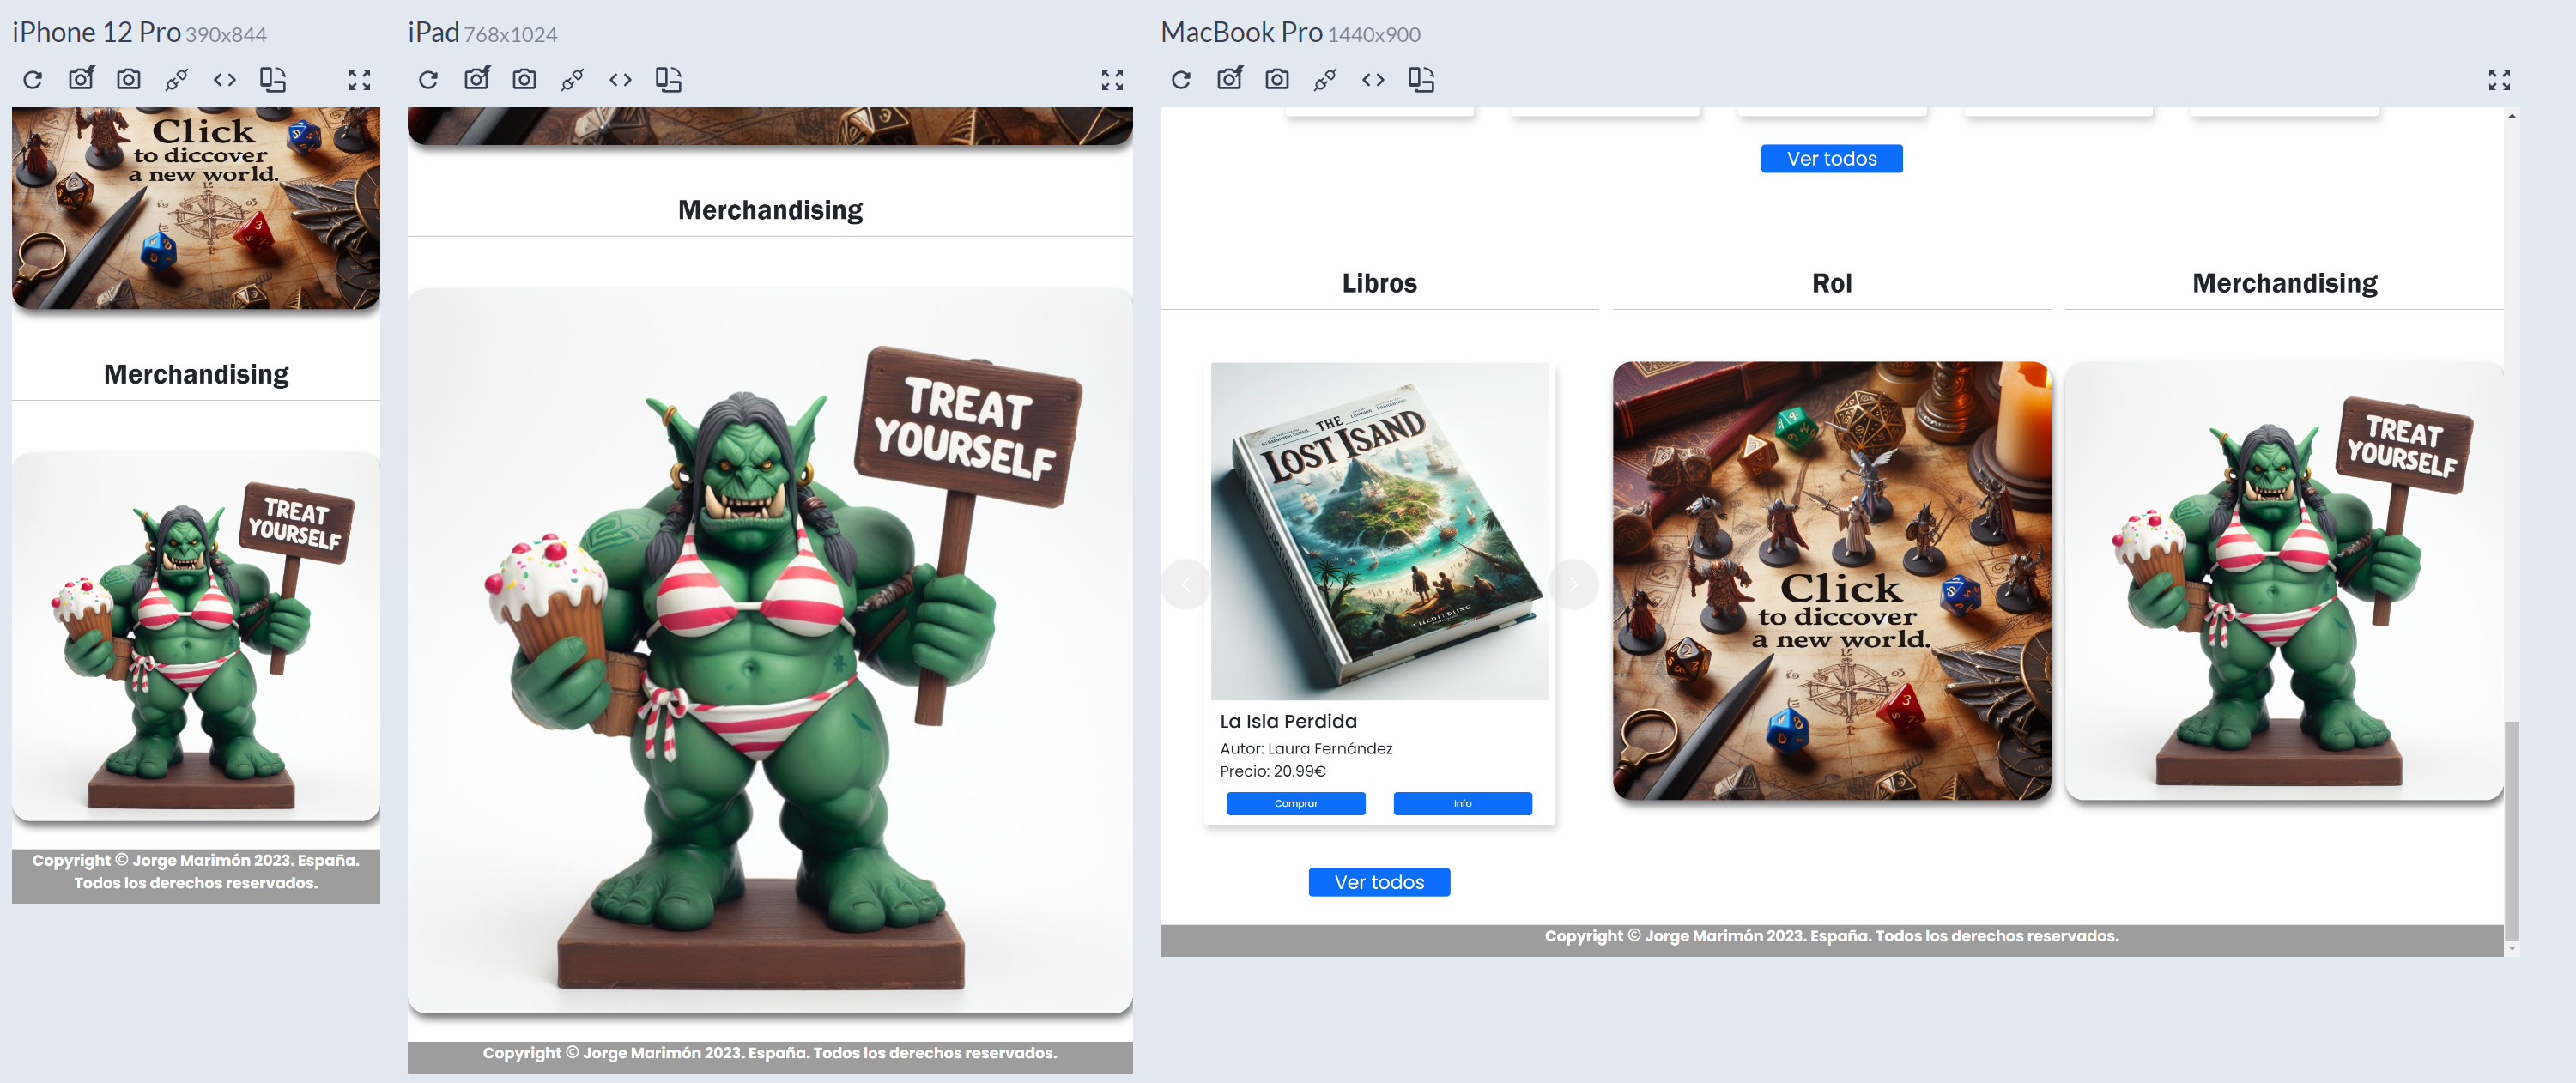 iPhone 12 Pro 390x844
Click
to diccover
a new world.
Merchandising
TREAT
YOURSELF
Copyright © Jorge Marimón 2023. España.
Todos los derechos reservados.
iPad 768x1024
Merchandising
TREAT
YOURSELF
Copyright © Jorge Marimón 2023. España. Todos los derechos reservados.
MacBook Pro 1440x900
Ver todos
Libros
Rol
Merchandising
THE
LOST ISAND
La Isla Perdida
Autor: Laura Fernández
Precio: 20.99€
Comprar
Info
Click
to diccover
a new world.
TREAT
YOURSELF
Ver todos
Copyright © Jorge Marimón 2023. España. Todos los derechos reservados.